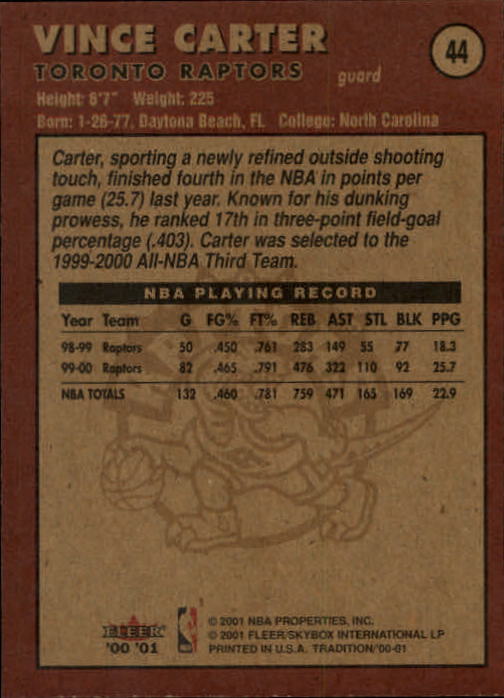 VINCE CARTER
44
TORONTO RAPTORS guard
Height: 6'7" Weight: 225
Born: 1-26-77, Daytona Beach, FL College: North Carolina
Carter, sporting a newly refined outside shooting
touch, finished fourth in the NBA in points per
game (25.7) last year. Known for his dunking
prowess, he ranked 17th in three-point field-goal
percentage (.403). Carter was selected to the
1999-2000 All-NBA Third Team.
NBA PLAYING RECORD
Year Team G FG% FT% REB AST STL BLK PPG
98-99 Raptors 50 .450 .761 283 149 55 77 18.3
99-00 Raptors 82 .465 .791 476 322 110 92 25.7
NBA TOTALS 132 .460 .781 759 471 165 169 22.9
FLEER
'00 '01
© 2001 NBA PROPERTIES, INC.
© 2001 FLEER/SKYBOX INTERNATIONAL LP
PRINTED IN U.S.A. TRADITION/'00-01